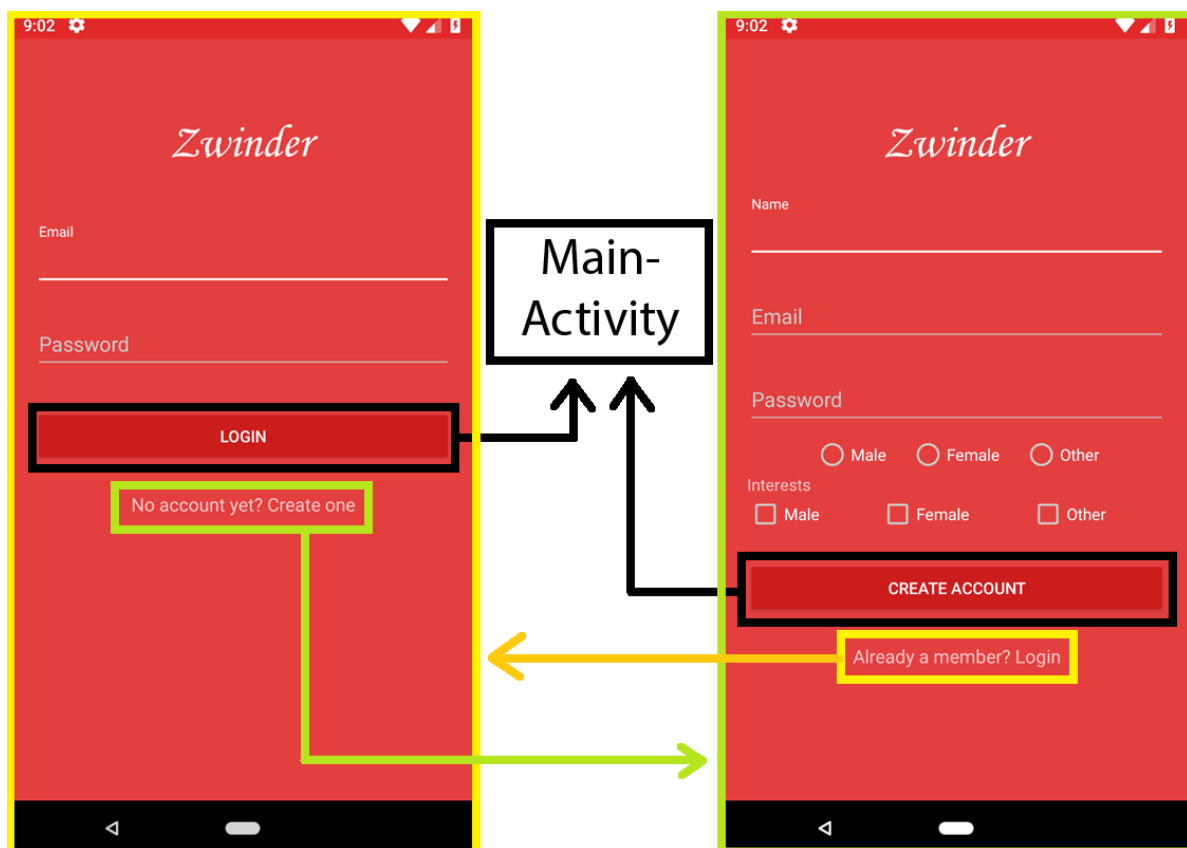 9:02
Zwinder
Email
Password
LOGIN
No account yet? Create one
Main-
Activity
9:02
Zwinder
Name
Email
Password
Male Female Other
Interests
Male Female Other
CREATE ACCOUNT
Already a member? Login